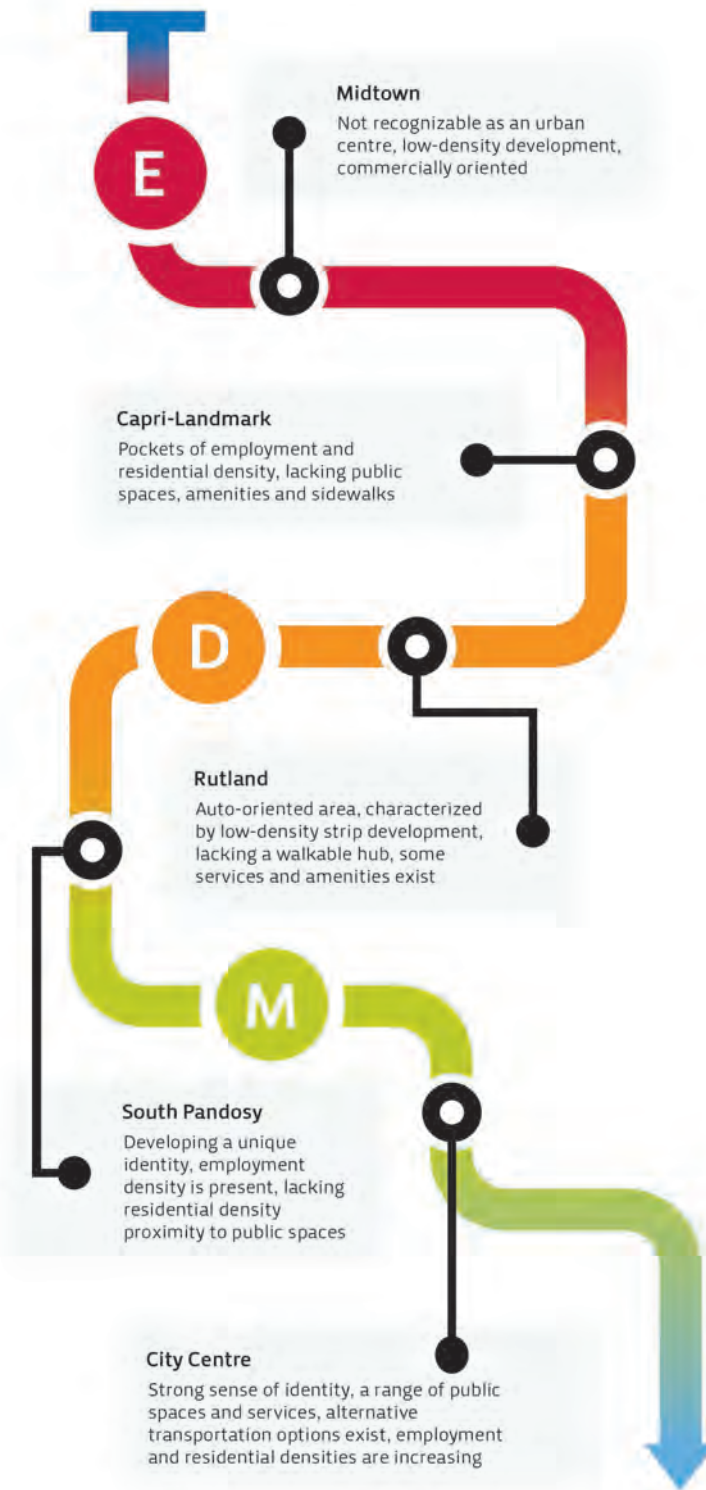 E
Midtown
Not recognizable as an urban
centre, low-density development,
commercially oriented
Capri-Landmark
Pockets of employment and
residential density, lacking public
spaces, amenities and sidewalks
D
Rutland
Auto-oriented area, characterized
by low-density strip development,
lacking a walkable hub, some
services and amenities exist
M
South Pandosy
Developing a unique
identity, employment
density is present, lacking
residential density
proximity to public spaces
City Centre
Strong sense of identity, a range of public
spaces and services, alternative
transportation options exist, employment
and residential densities are increasing